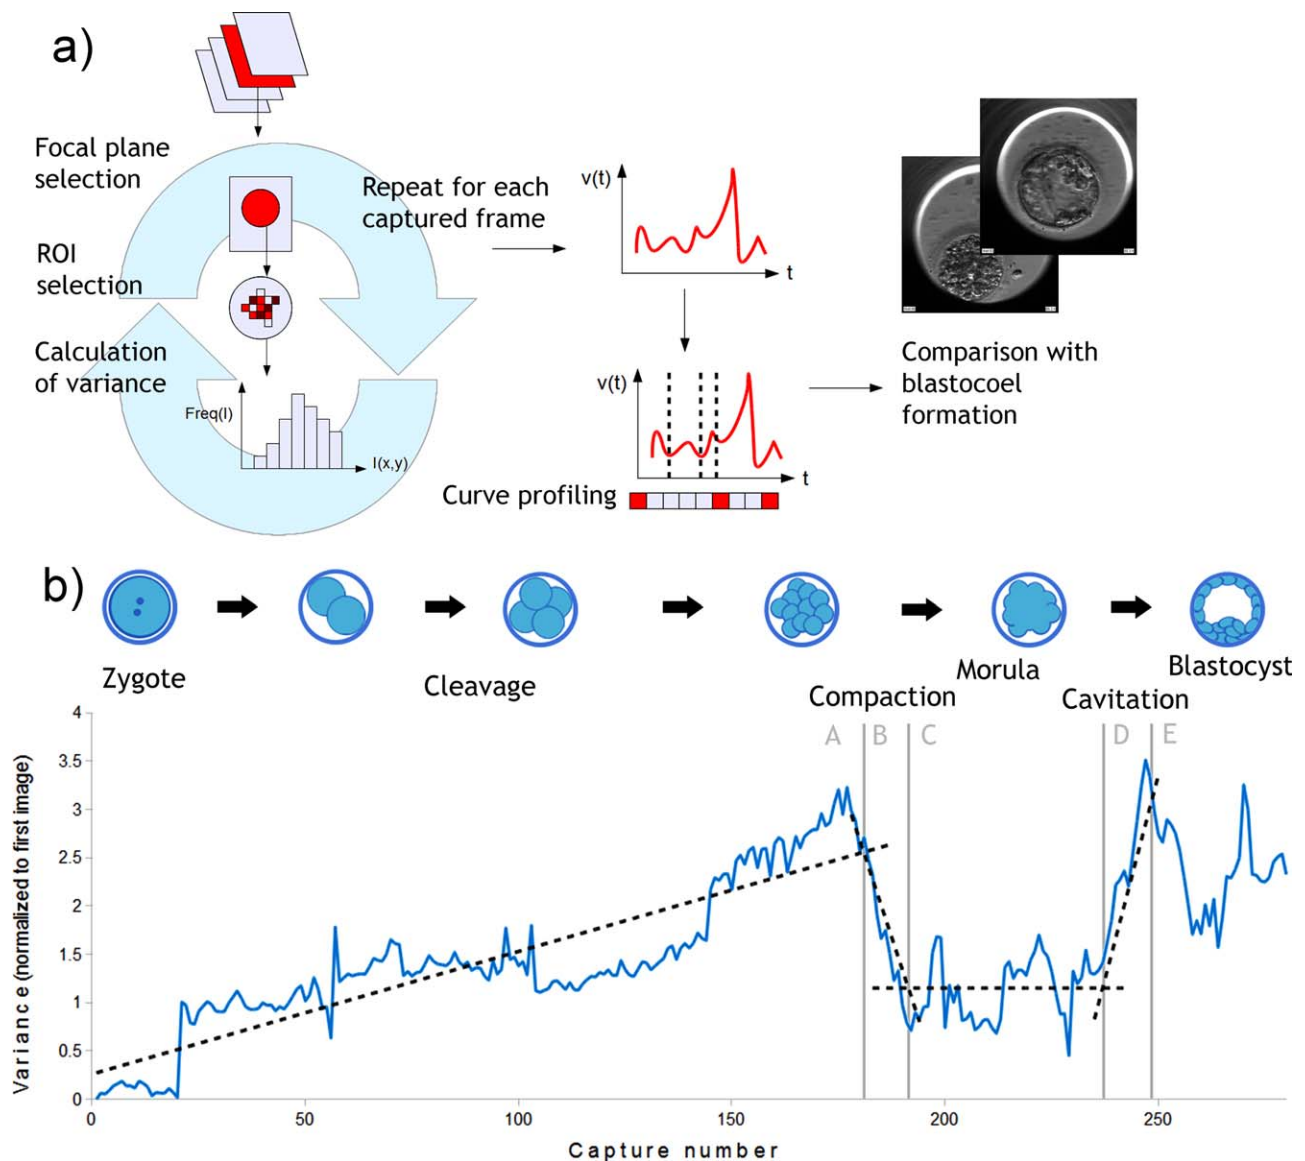 a)
Focal plane
selection
ROI
selection
Calculation
of variance
Freq(I)
I(x,y)
Repeat for each
captured frame
v(t)
t
v(t)
t
Curve profiling
Comparison with
blastocoel
formation
b)
Zygote
Cleavage
Compaction
Morula
Cavitation
Blastocyst
A B C D E
Variance (normalized to first image)
4
3.5
3
2.5
2
1.5
1
0.5
0
0 50 100 150 200 250
Capture number